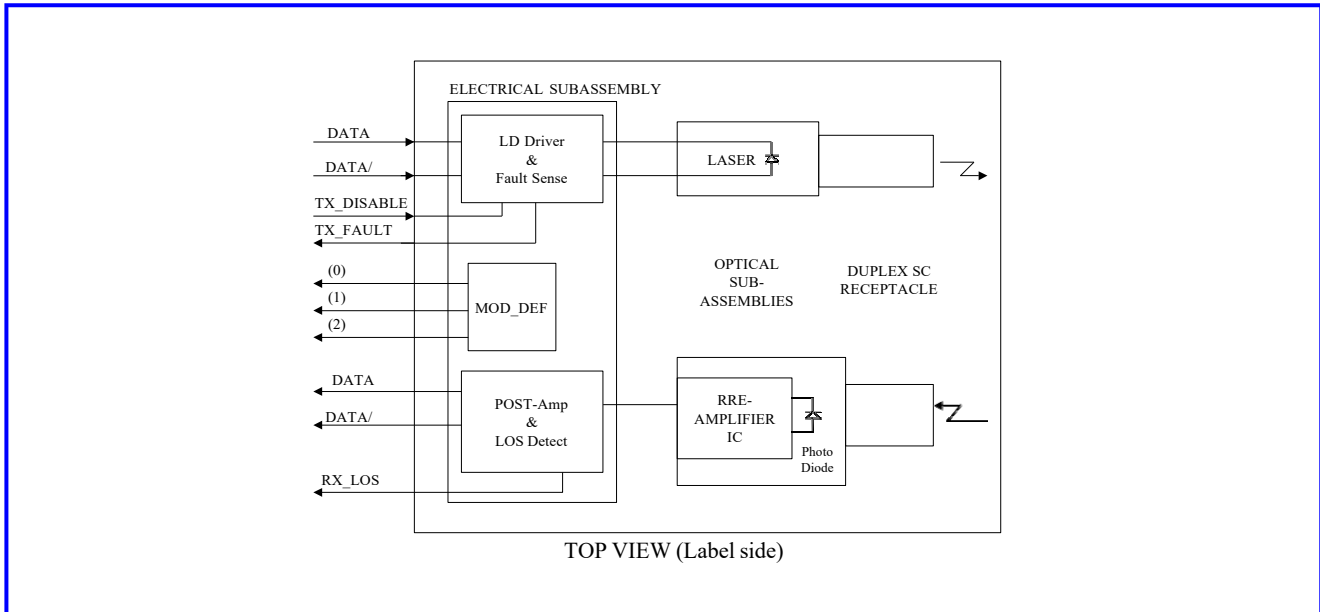 ELECTRICAL SUBASSEMBLY
DATA
DATA/
TX_DISABLE
TX_FAULT
LD Driver
&
Fault Sense
LASER
(0)
(1)
(2)
MOD_DEF
OPTICAL
SUB-
ASSEMBLIES
DUPLEX SC
RECEPTACLE
DATA
DATA/
RX_LOS
POST-Amp
&
LOS Detect
RRE-
AMPLIFIER
IC
Photo
Diode
TOP VIEW (Label side)